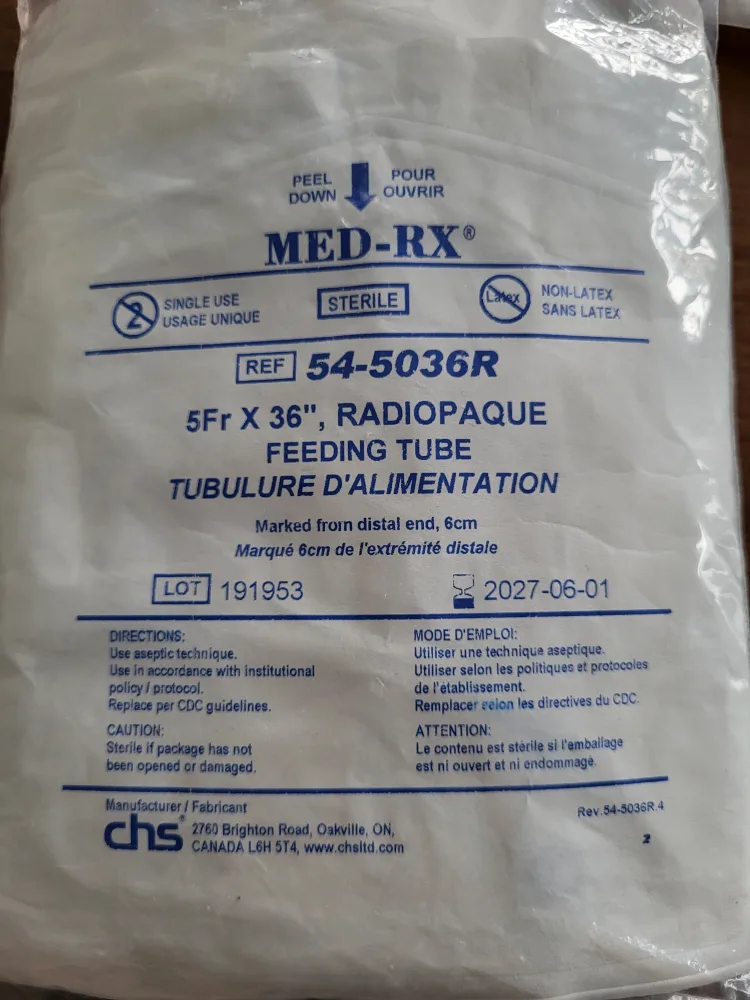 PEEL DOWN
POUR OUVRIR
MED-RX®
2
SINGLE USE
USAGE UNIQUE
STERILE
Latex
NON-LATEX
SANS LATEX
REF 54-5036R
5Fr X 36", RADIOPAQUE
FEEDING TUBE
TUBULURE D'ALIMENTATION
Marked from distal end, 6cm
Marqué 6cm de l'extrémité distale
LOT 191953
2027-06-01
DIRECTIONS:
Use aseptic technique.
Use in accordance with institutional
policy / protocol.
Replace per CDC guidelines.
CAUTION:
Sterile if package has not
been opened or damaged.
MODE D'EMPLOI:
Utiliser une technique aseptique.
Utiliser selon les politiques et protocoles
de l'établissement.
Remplacer selon les directives du CDC.
ATTENTION:
Le contenu est stérile si l'emballage
est ni ouvert et ni endommagé.
Manufacturer / Fabricant
chs®
2760 Brighton Road, Oakville, ON,
CANADA L6H 5T4, www.chsltd.com
Rev.54-5036R.4
2